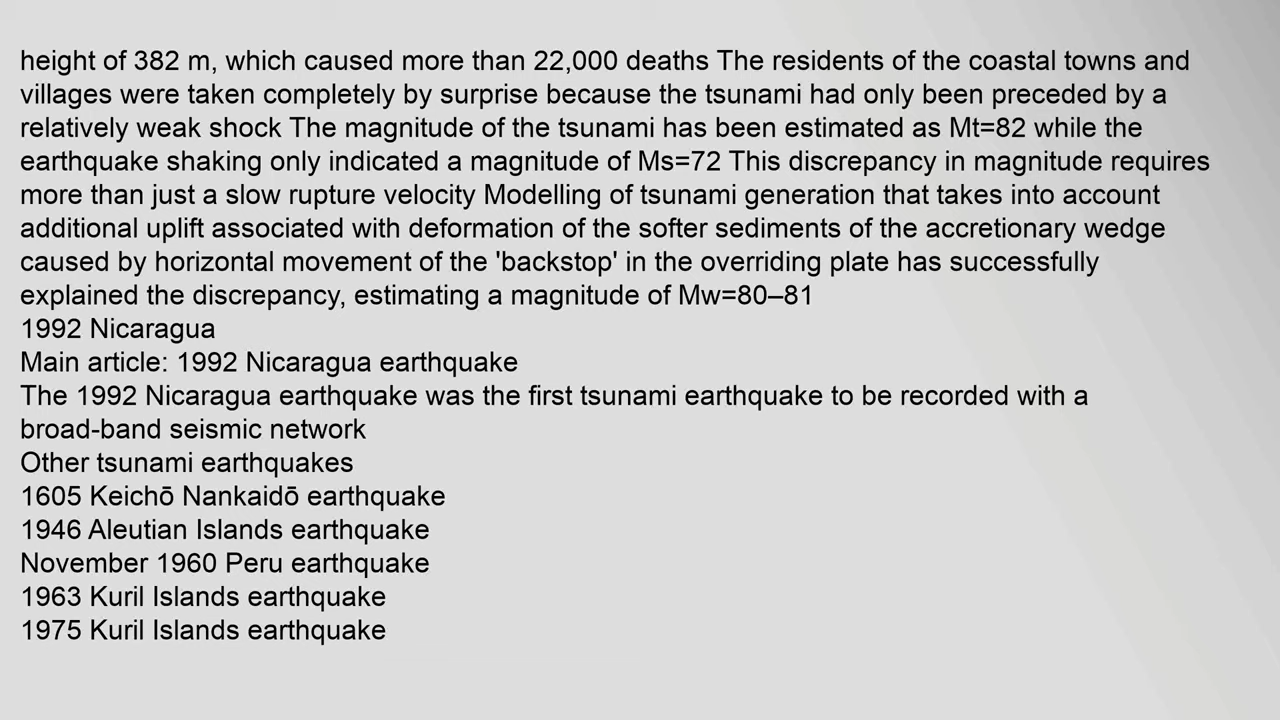 height of 382 m, which caused more than 22,000 deaths The residents of the coastal towns and
villages were taken completely by surprise because the tsunami had only been preceded by a
relatively weak shock The magnitude of the tsunami has been estimated as Mt=82 while the
earthquake shaking only indicated a magnitude of Ms=72 This discrepancy in magnitude requires
more than just a slow rupture velocity Modelling of tsunami generation that takes into account
additional uplift associated with deformation of the softer sediments of the accretionary wedge
caused by horizontal movement of the 'backstop' in the overriding plate has successfully
explained the discrepancy, estimating a magnitude of Mw=80–81
1992 Nicaragua
Main article: 1992 Nicaragua earthquake
The 1992 Nicaragua earthquake was the first tsunami earthquake to be recorded with a
broad-band seismic network
Other tsunami earthquakes
1605 Keichō Nankaidō earthquake
1946 Aleutian Islands earthquake
November 1960 Peru earthquake
1963 Kuril Islands earthquake
1975 Kuril Islands earthquake